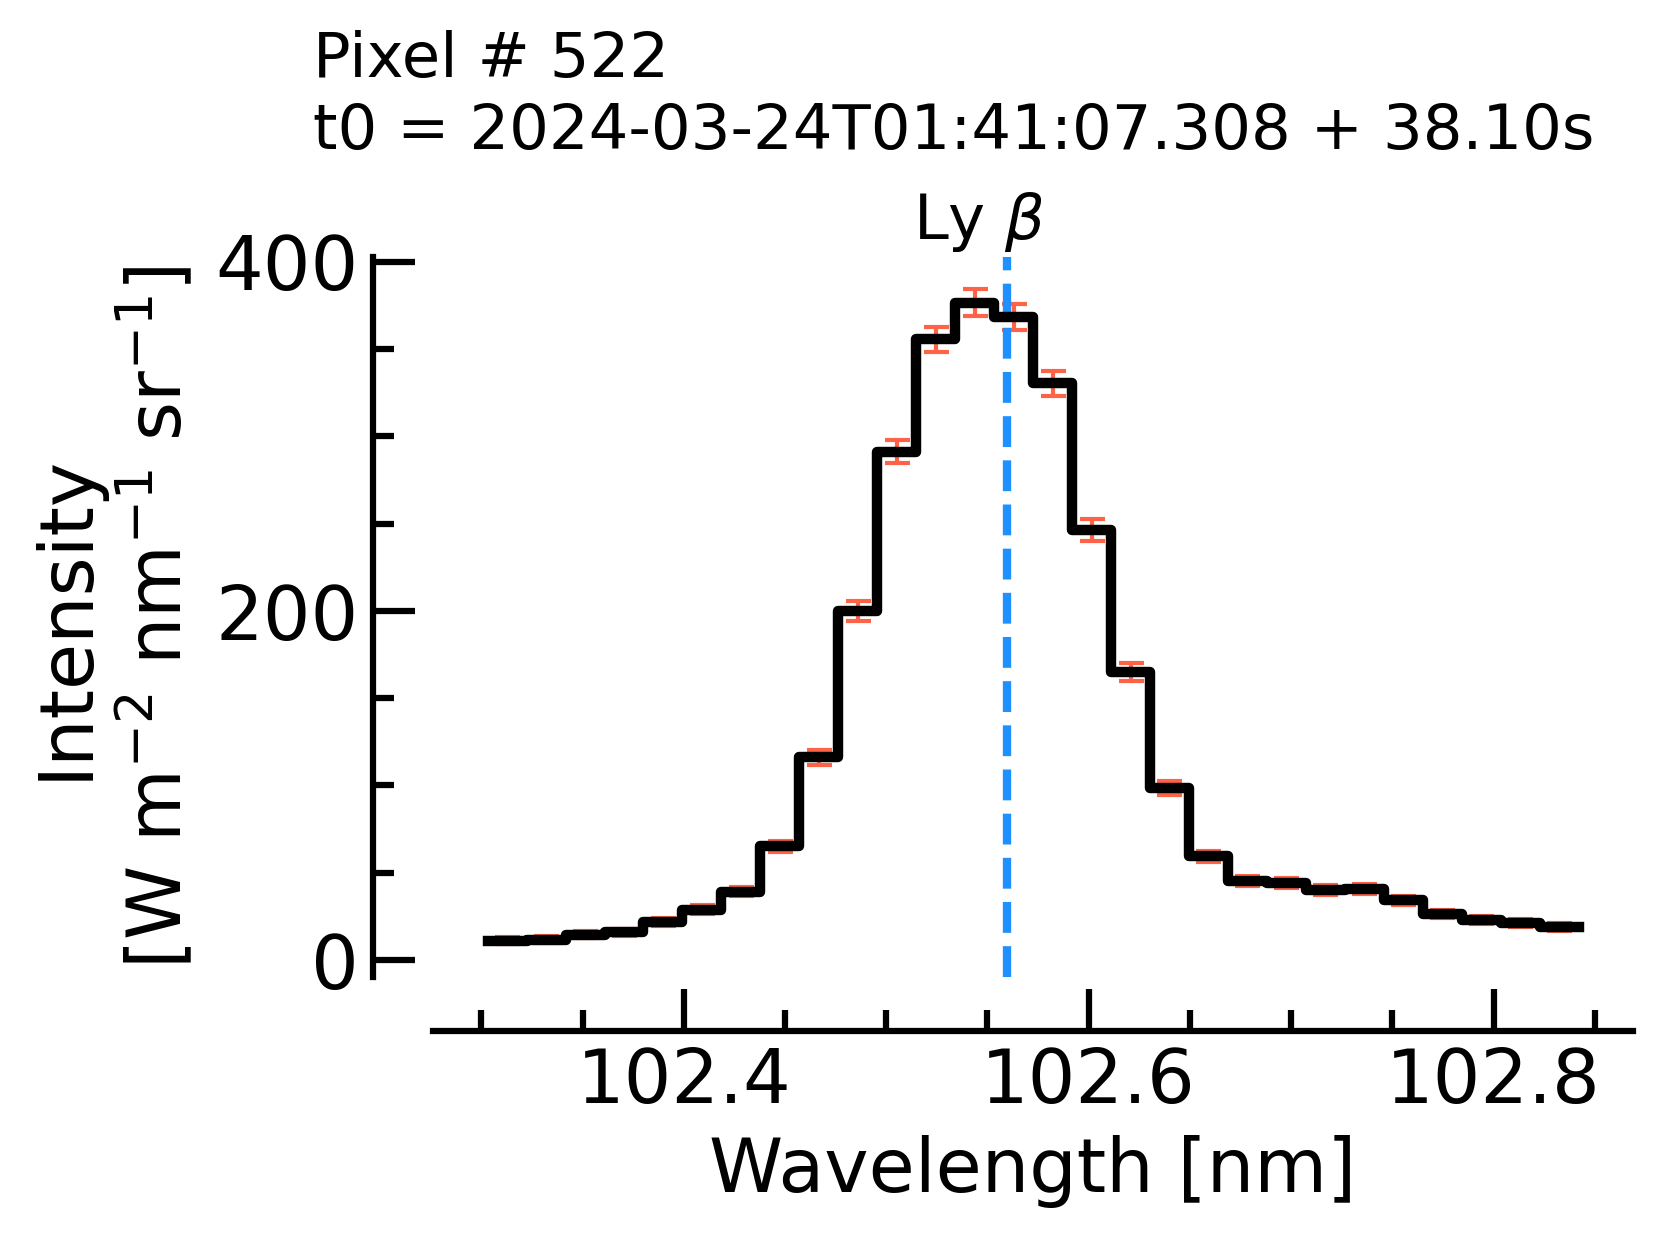 Pixel # 522
t0 = 2024-03-24T01:41:07.308 + 38.10s
Ly β
400
200
0
Intensity
[W m⁻² nm⁻¹ sr⁻¹]
102.4 102.6 102.8
Wavelength [nm]